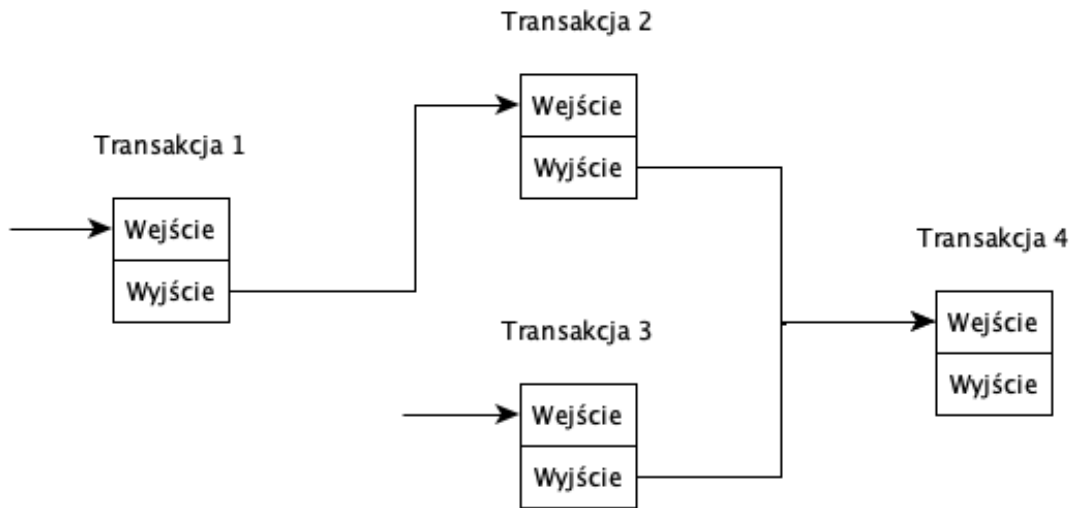 Transakcja 1
Wejście
Wyjście
Transakcja 2
Wejście
Wyjście
Transakcja 3
Wejście
Wyjście
Transakcja 4
Wejście
Wyjście